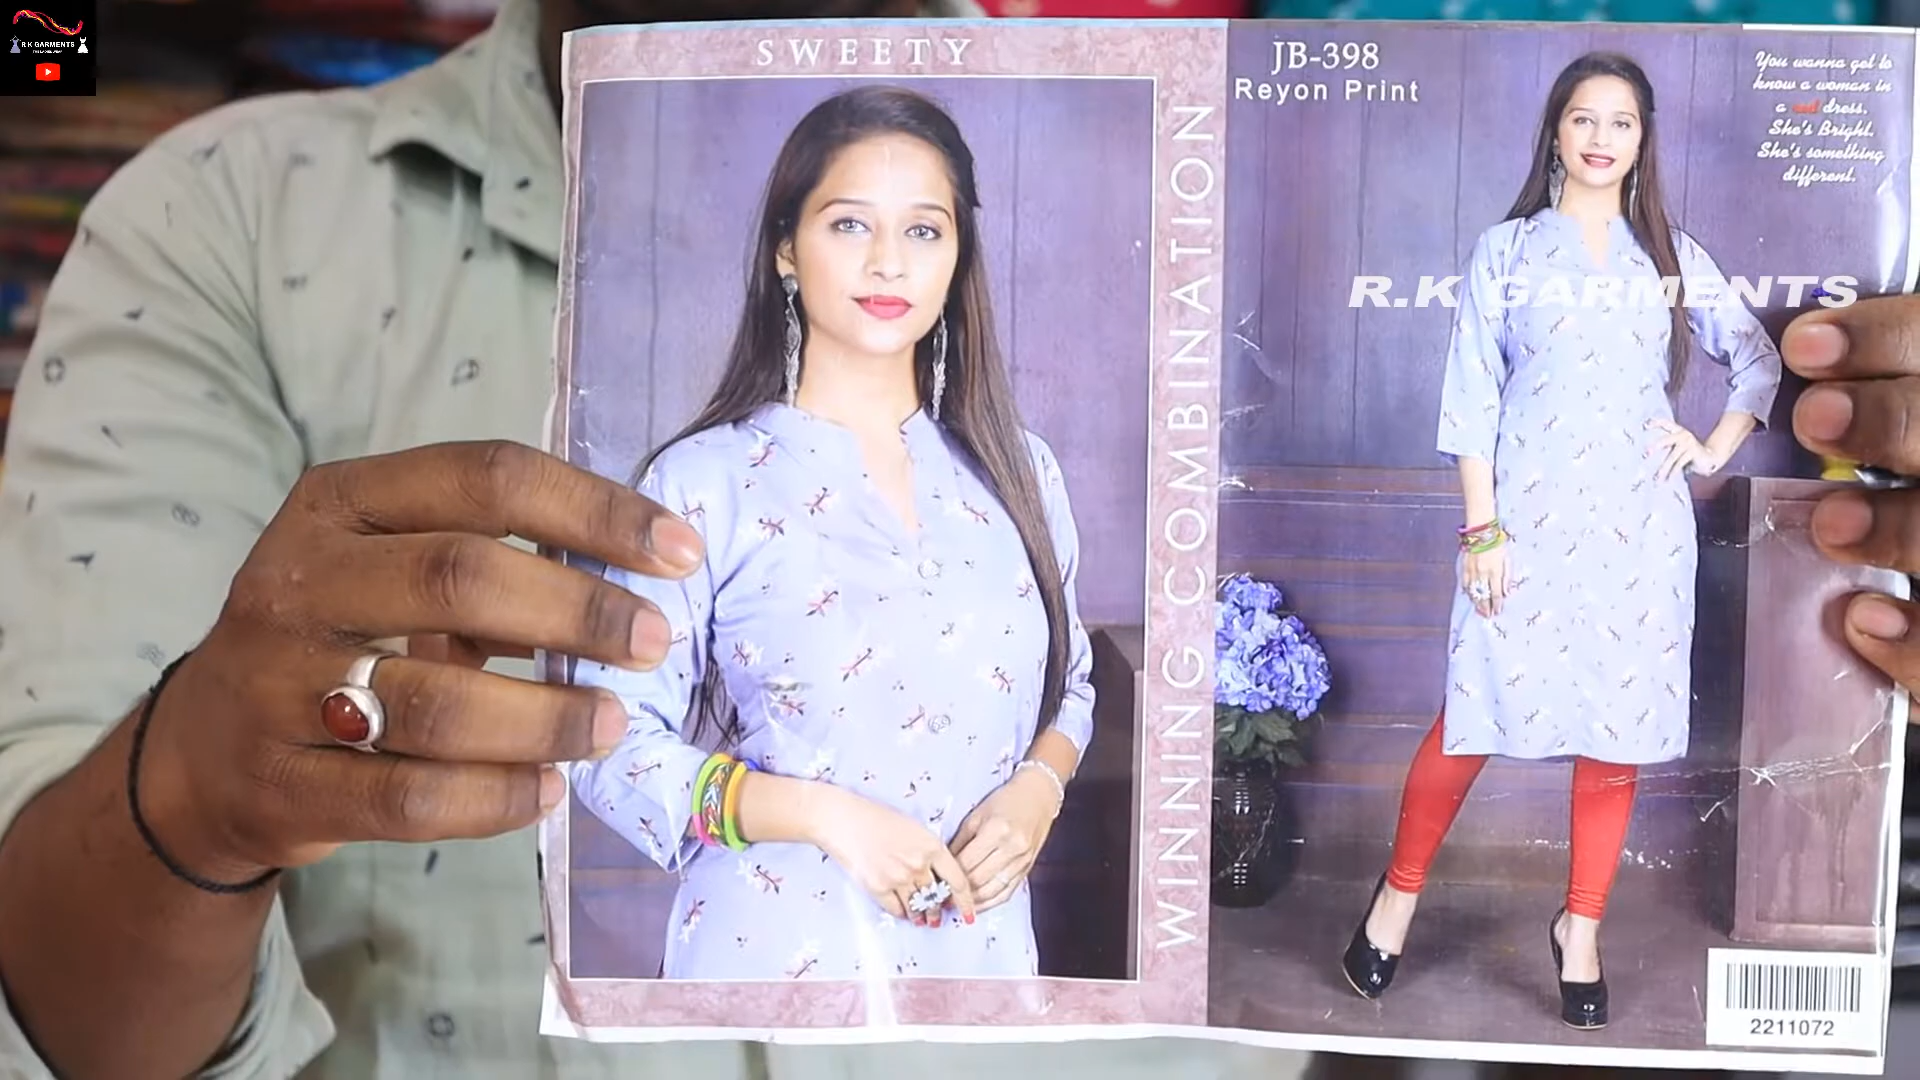 R.K GARMENTS
SWEETY
WINNING COMBINATION
JB-398
Reyon Print
You wanna get to
know a woman in
a red dress.
She's Bright.
She's something
different.
R.K GARMENTS
2211072